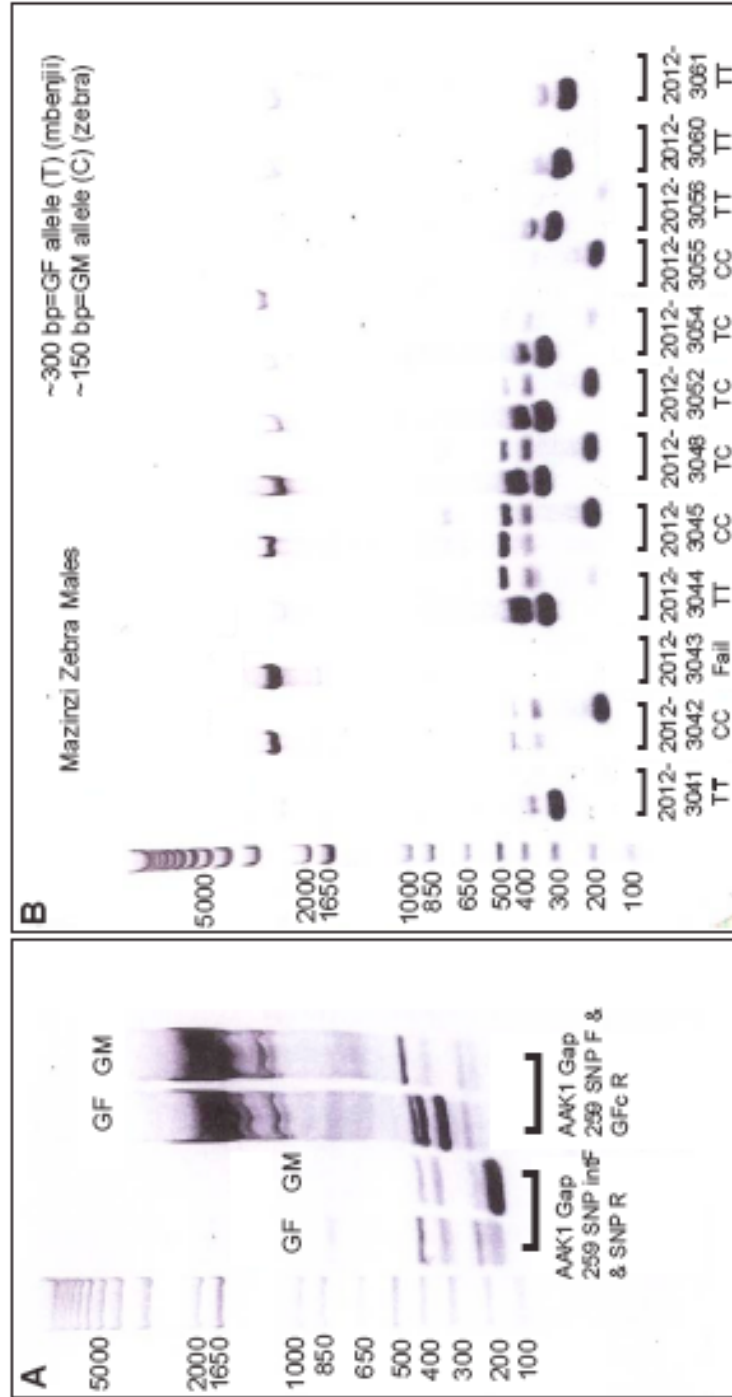 A
GF GM
GF GM
5000
2000
1650
1000
850
650
500
400
300
200
100
AAK1 Gap
259 SNP intF
& SNP R
AAK1 Gap
259 SNP F &
GFc R
B
Mazinzi Zebra Males
~300 bp=GF allele (T) (mbenjii)
~150 bp=GM allele (C) (zebra)
5000
2000
1650
1000
850
650
500
400
300
200
100
2012- 2012- 2012- 2012- 2012- 2012- 2012- 2012- 2012- 2012- 2012- 2012-
3041 3042 3043 3044 3045 3048 3052 3054 3055 3056 3060 3061
TT CC Fail TT CC TC TC TC CC TT TT TT